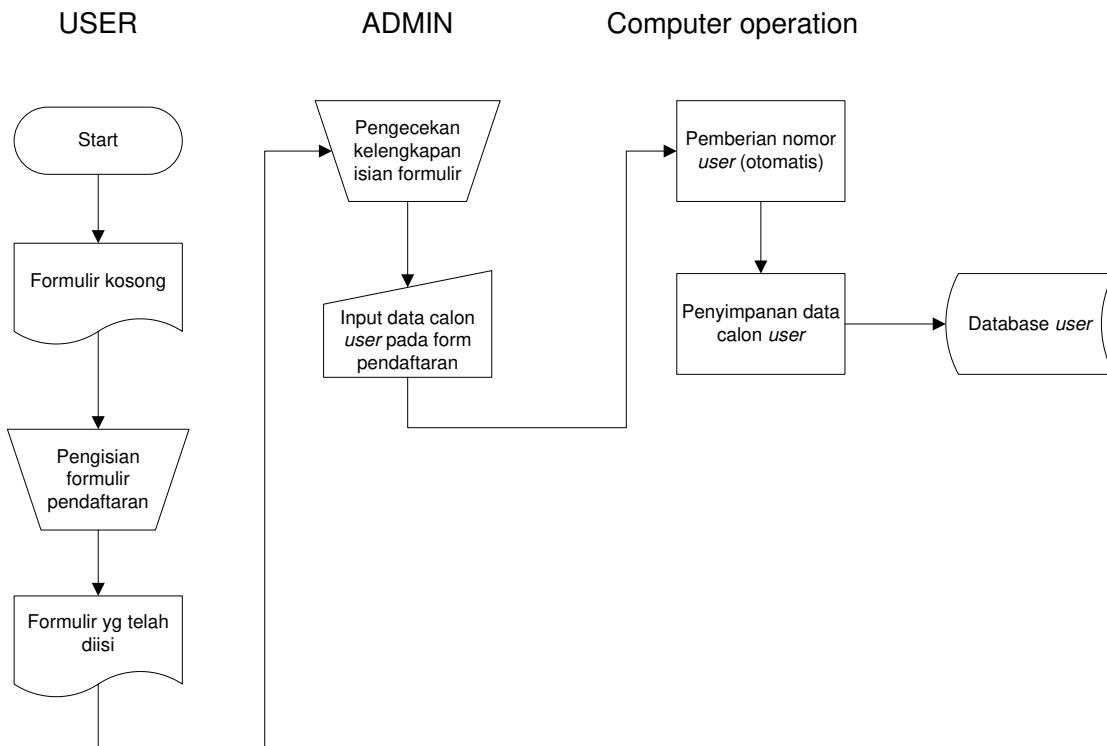 USER
ADMIN
Computer operation
Start
Formulir kosong
Pengisian
formulir
pendaftaran
Formulir yg telah
diisi
Pengecekan
kelengkapan
isian formulir
Input data calon
user pada form
pendaftaran
Pemberian nomor
user (otomatis)
Penyimpanan data
calon user
Database user